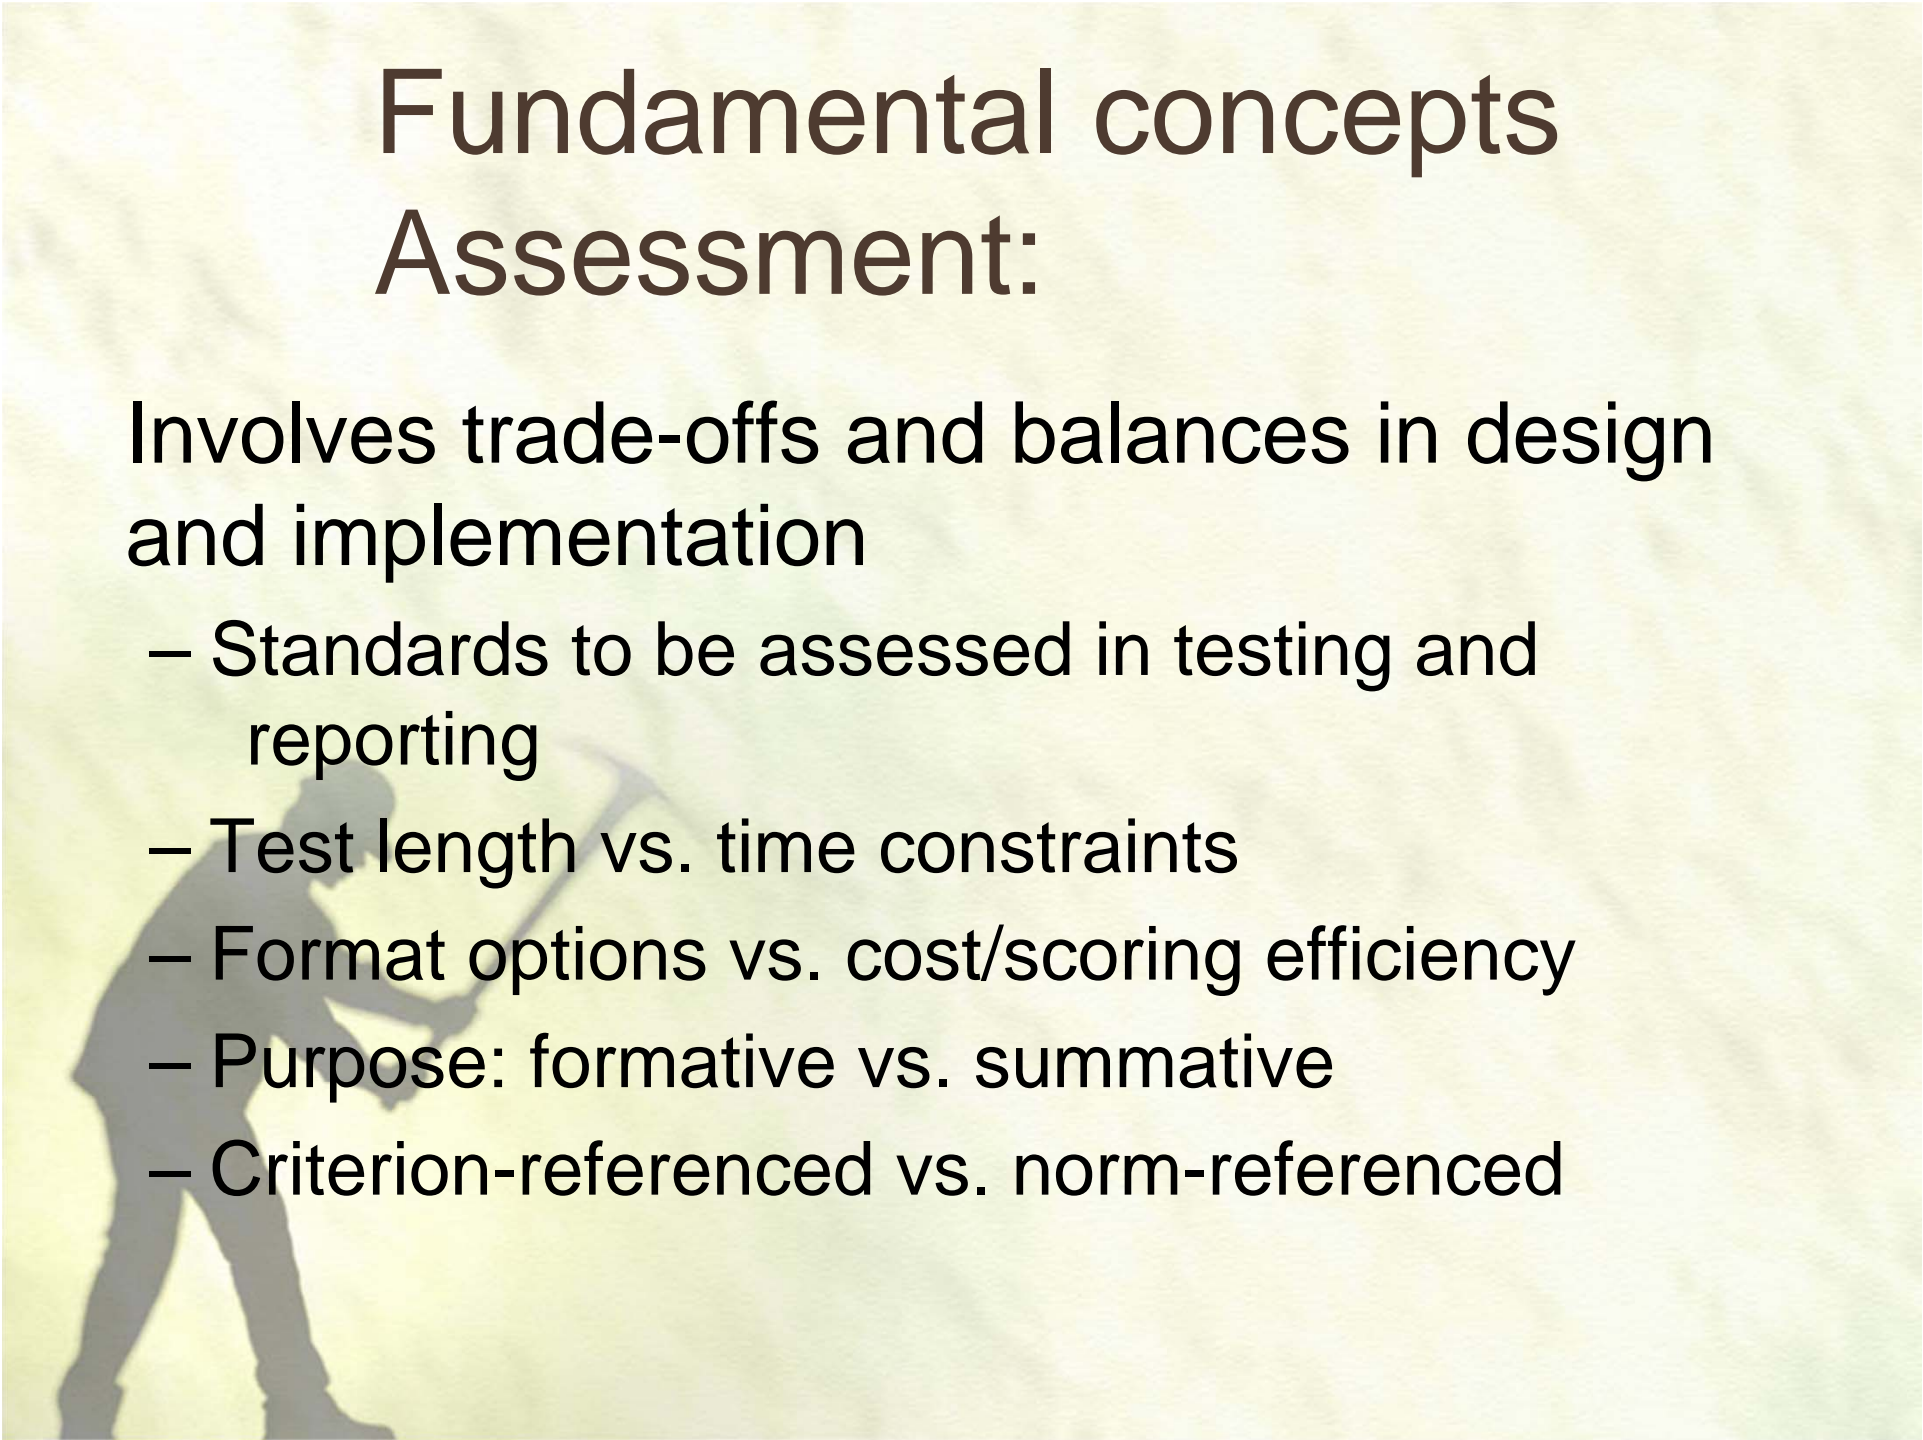 Fundamental concepts
Assessment:
Involves trade-offs and balances in design
and implementation
– Standards to be assessed in testing and
reporting
– Test length vs. time constraints
– Format options vs. cost/scoring efficiency
– Purpose: formative vs. summative
– Criterion-referenced vs. norm-referenced